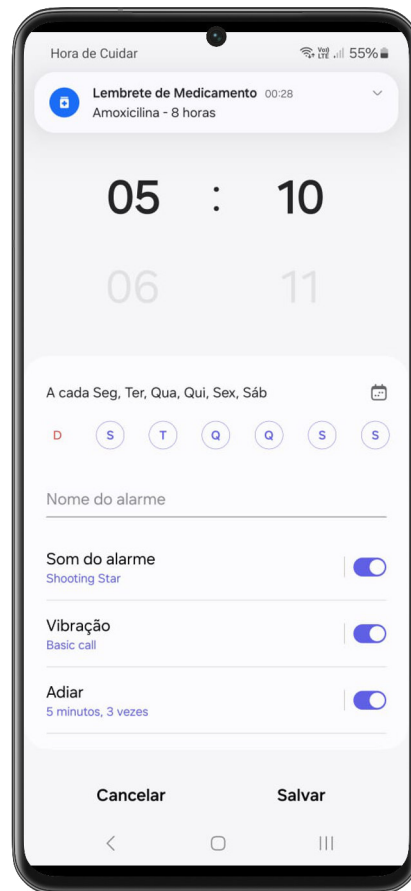 Hora de Cuidar
Vo)) LTE 55%
Lembrete de Medicamento 00:28
Amoxicilina - 8 horas
05 : 10
06 11
A cada Seg, Ter, Qua, Qui, Sex, Sáb
D S T Q Q S S
Nome do alarme
Som do alarme
Shooting Star
Vibração
Basic call
Adiar
5 minutos, 3 vezes
Cancelar Salvar